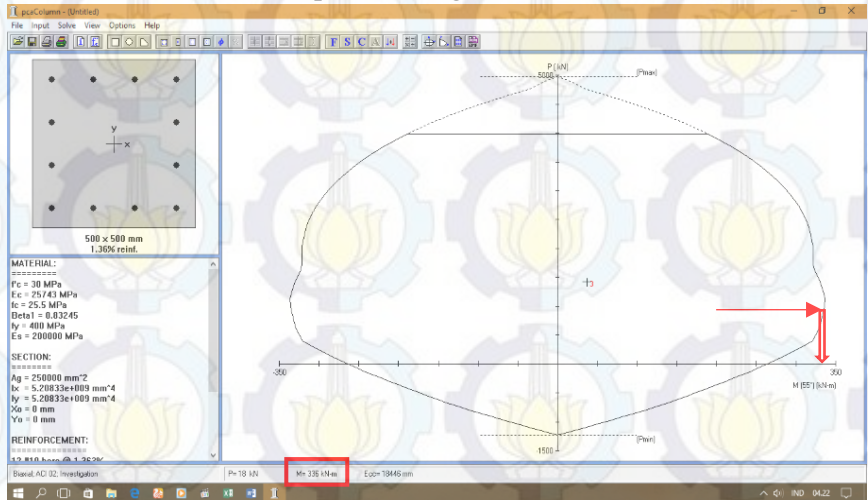 pcaColumn - (Untitled)
File Input Solve View Options Help
F S C
y
x
500 x 500 mm
1.36% reinf.
MATERIAL:
=========
f'c = 30 MPa
Ec = 25743 MPa
fc = 25.5 MPa
Beta1 = 0.83245
fy = 400 MPa
Es = 200000 MPa
SECTION:
========
Ag = 250000 mm^2
Ix = 5.20833e+009 mm^4
Iy = 5.20833e+009 mm^4
Xo = 0 mm
Yo = 0 mm
REINFORCEMENT:
==============
P (kN)
5000
(Pmax)
3
-350
350
M (55°) (kN-m)
(Pmin)
-1500
Biaxial; ACI 02; Investigation
P= 18 kN
M= 335 kN-m
Ecc= 18446 mm
IND 04.22